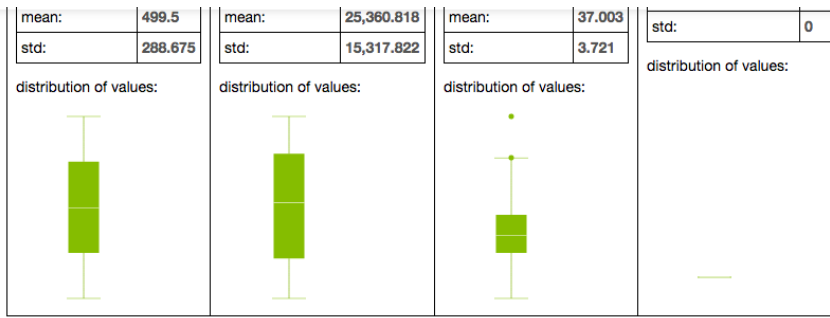 mean: 499.5
std: 288.675
distribution of values:
mean: 25,360.818
std: 15,317.822
distribution of values:
mean: 37.003
std: 3.721
distribution of values:
std: 0
distribution of values: